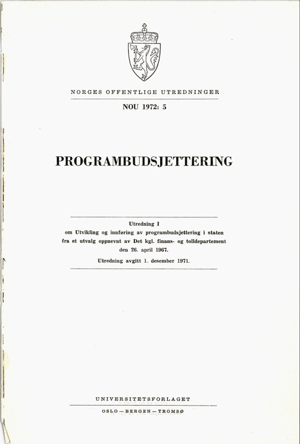 NORGES OFFENTLIGE UTREDNINGER
NOU 1972: 5
PROGRAMBUDSJETTERING
Utredning I
om Utvikling og innføring av programbudsjettering i staten
fra et utvalg oppnevnt av Det kgl. finans- og tolldepartement
den 26. april 1967.
Utredning avgitt 1. desember 1971.
UNIVERSITETSFORLAGET
OSLO — BERGEN — TROMSØ